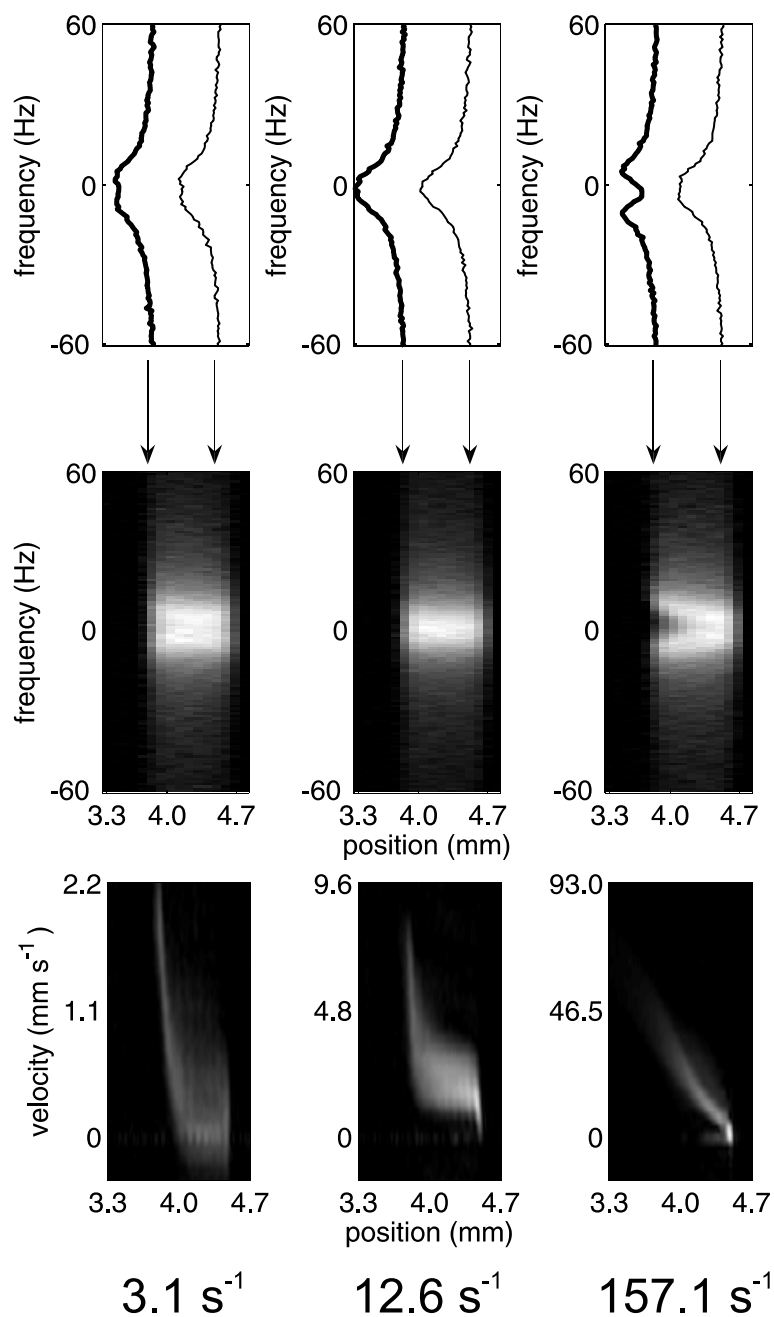 60
60
60
frequency (Hz)
frequency (Hz)
frequency (Hz)
0
0
0
-60
-60
-60
60
60
60
frequency (Hz)
0
0
0
-60
-60
-60
3.3 4.0 4.7
3.3 4.0 4.7
3.3 4.0 4.7
position (mm)
2.2
9.6
93.0
velocity (mm s⁻¹)
1.1
4.8
46.5
0
0
0
3.3 4.0 4.7
3.3 4.0 4.7
3.3 4.0 4.7
position (mm)
3.1 s⁻¹
12.6 s⁻¹
157.1 s⁻¹